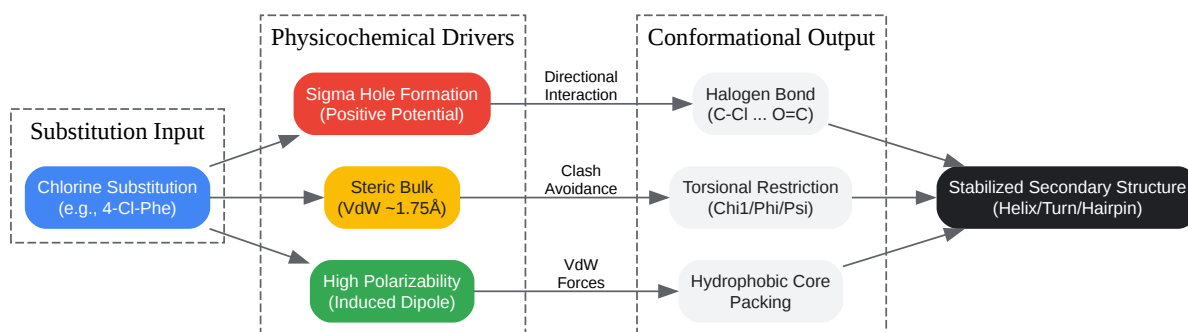 Physicochemical Drivers
Conformational Output
Substitution Input
Sigma Hole Formation
(Positive Potential)
Directional
Interaction
Halogen Bond
(C-Cl ... O=C)
Chlorine Substitution
(e.g., 4-Cl-Phe)
Steric Bulk
(VdW ~1.75Å)
Clash
Avoidance
Torsional Restriction
(Chi1/Phi/Psi)
Stabilized Secondary Structure
(Helix/Turn/Hairpin)
High Polarizability
(Induced Dipole)
VdW
Forces
Hydrophobic Core
Packing